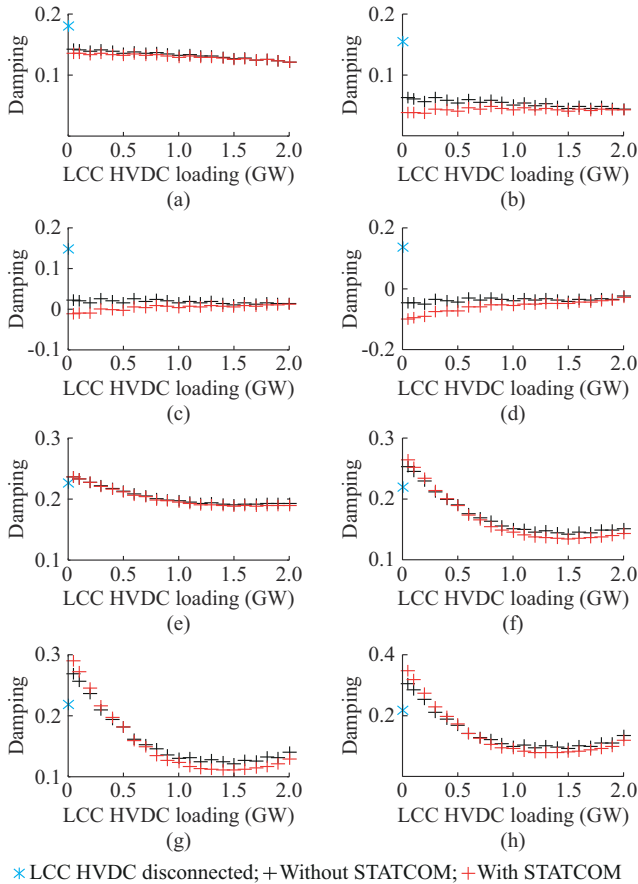 Damping
0.1
0 0.5 1.0 1.5 2.0
LCC HVDC loading (GW)
(a)
Damping
0.2
0.1
0 0.5 1.0 1.5 2.0
LCC HVDC loading (GW)
(b)
Damping
0.2
0.1
0
-0.1
0 0.5 1.0 1.5 2.0
LCC HVDC loading (GW)
(c)
Damping
0.2
0
-0.2
0 0.5 1.0 1.5 2.0
LCC HVDC loading (GW)
(d)
Damping
0.3
0.2
0.1
0 0.5 1.0 1.5 2.0
LCC HVDC loading (GW)
(e)
Damping
0.3
0.2
0.1
0 0.5 1.0 1.5 2.0
LCC HVDC loading (GW)
(f)
Damping
0.3
0.2
0.1
0 0.5 1.0 1.5 2.0
LCC HVDC loading (GW)
(g)
Damping
0.4
0.2
0 0.5 1.0 1.5 2.0
LCC HVDC loading (GW)
(h)
LCC HVDC disconnected; Without STATCOM; With STATCOM